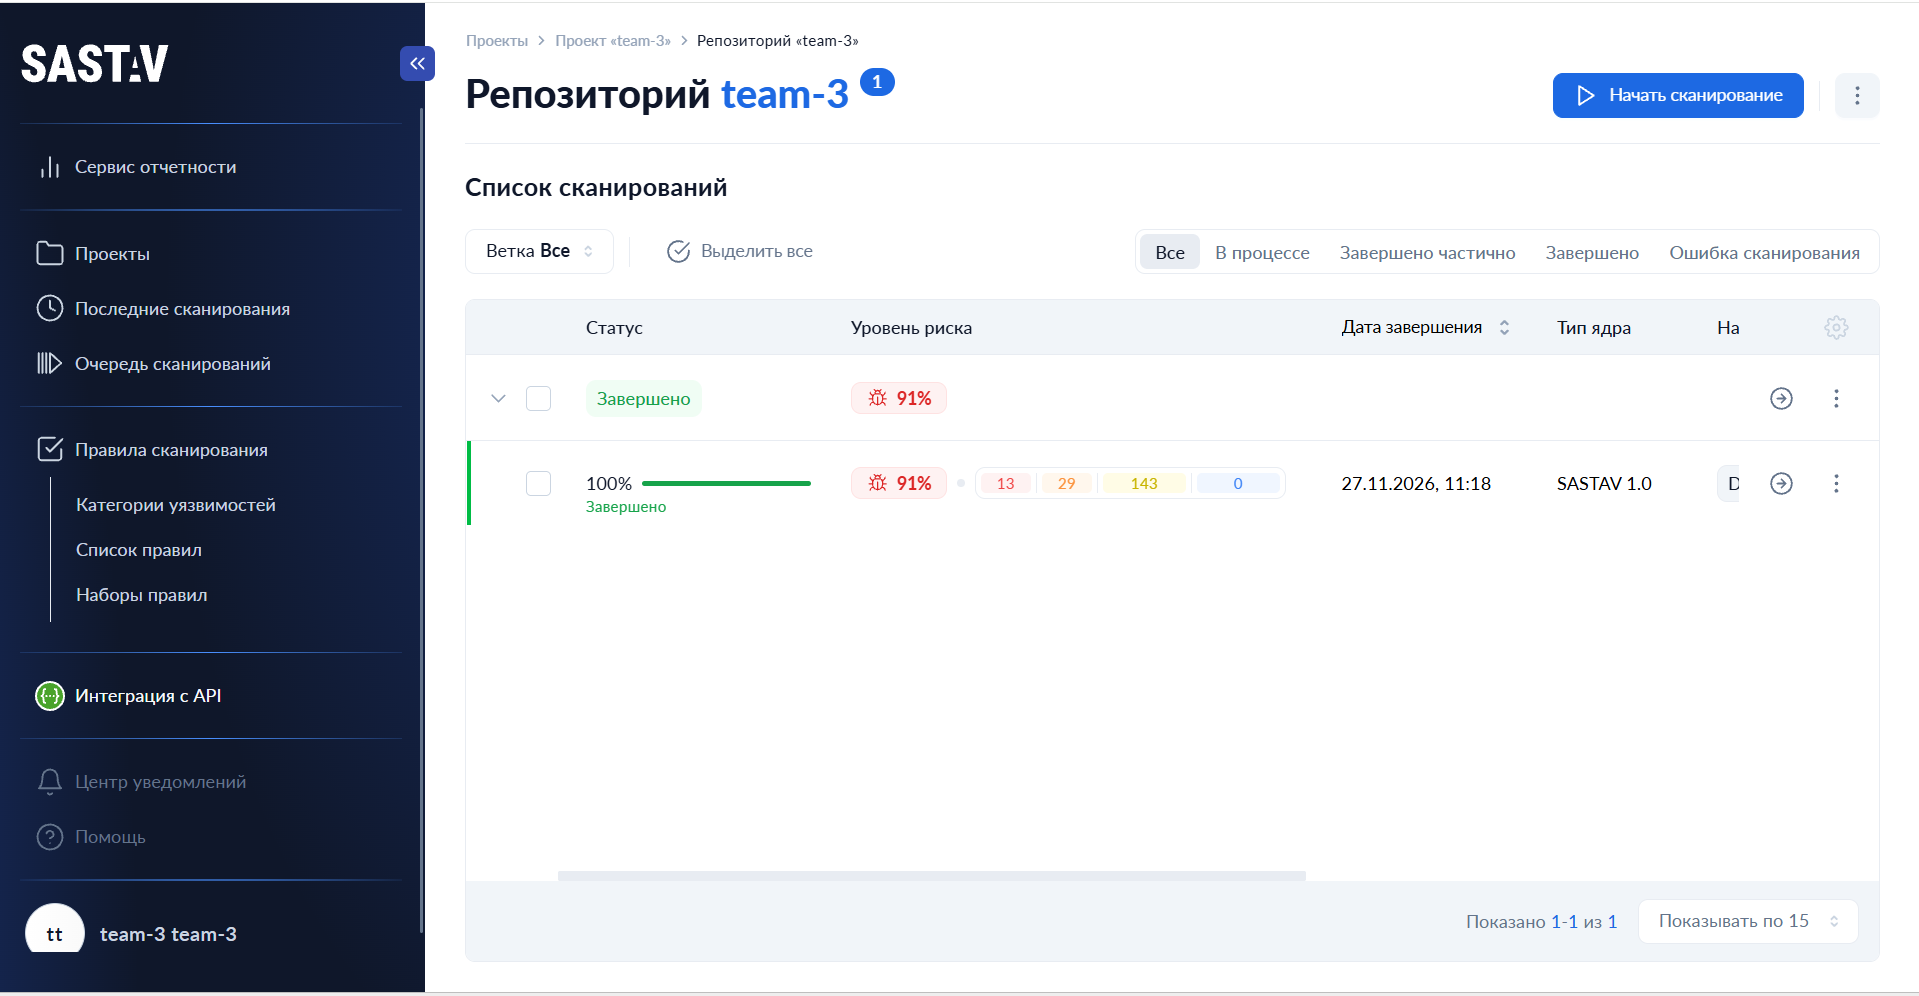 SASTAV
Сервис отчетности
Проекты
Последние сканирования
Очередь сканирований
Правила сканирования
Категории уязвимостей
Список правил
Наборы правил
Интеграция с API
Центр уведомлений
Помощь
tt team-3 team-3
Проекты > Проект «team-3» > Репозиторий «team-3»
Репозиторий team-3 1
Начать сканирование
Список сканирований
Ветка Все Выделить все Все В процессе Завершено частично Завершено Ошибка сканирования
Статус Уровень риска Дата завершения Тип ядра На
Завершено 91%
100% 91% 13 29 143 0 27.11.2026, 11:18 SASTAV 1.0 D
Завершено
Показано 1-1 из 1 Показывать по 15